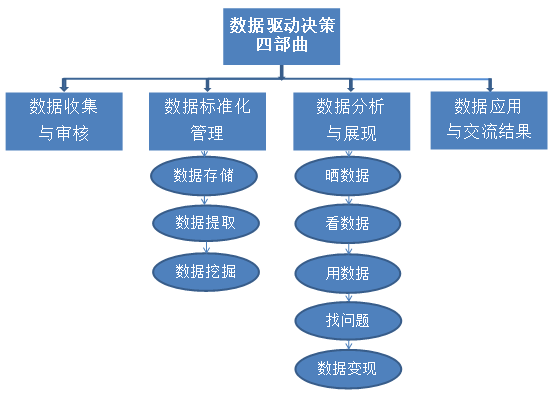 数据驱动决策
四部曲
数据收集
与审核
数据标准化
管理
数据分析
与展现
数据应用
与交流结果
数据存储
数据提取
数据挖掘
晒数据
看数据
用数据
找问题
数据变现